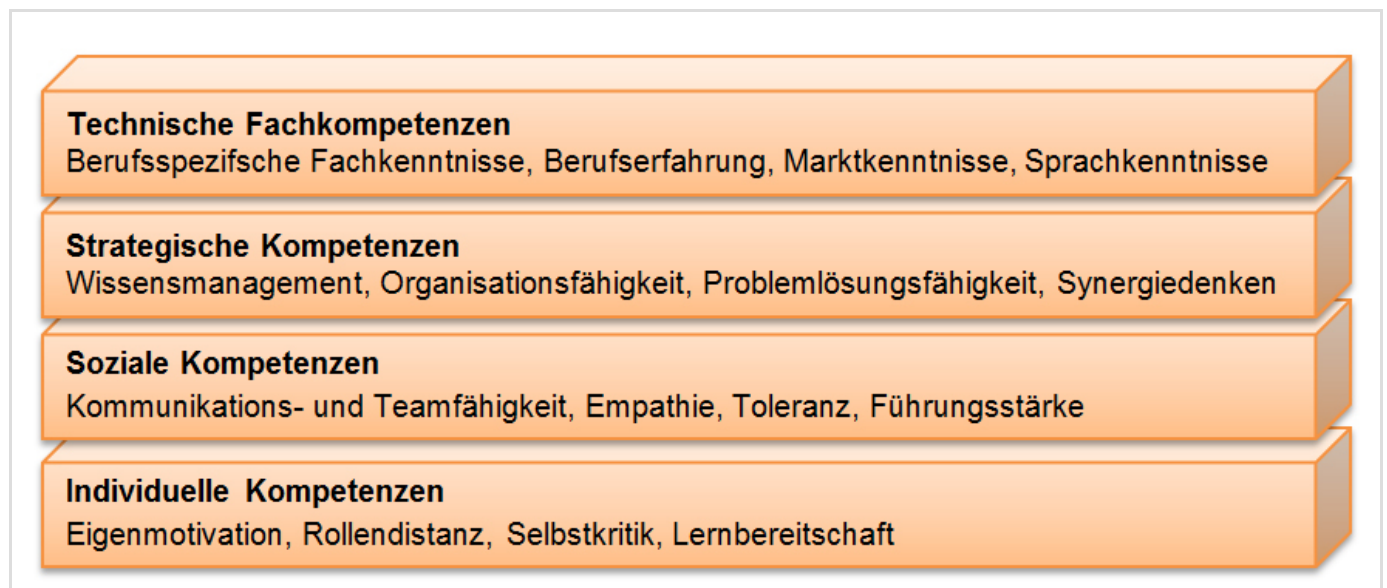 Technische Fachkompetenzen
Berufsspezifsche Fachkenntnisse, Berufserfahrung, Marktkenntnisse, Sprachkenntnisse
Strategische Kompetenzen
Wissensmanagement, Organisationsfähigkeit, Problemlösungsfähigkeit, Synergiedenken
Soziale Kompetenzen
Kommunikations- und Teamfähigkeit, Empathie, Toleranz, Führungsstärke
Individuelle Kompetenzen
Eigenmotivation, Rollendistanz, Selbstkritik, Lernbereitschaft